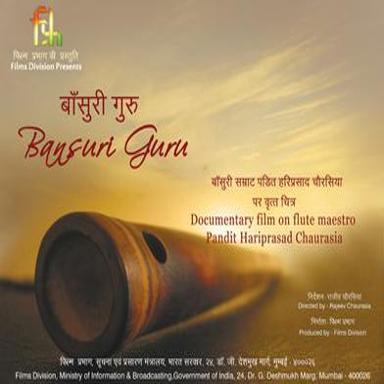 फिल्म प्रभाग की प्रस्तुति
Films Division Presents
बाँसुरी गुरु
Bansuri Guru
बाँसुरी सम्राट पंडित हरिप्रसाद चौरसिया
पर वृत्त चित्र
Documentary film on flute maestro
Pandit Hariprasad Chaurasia
निर्देशन: राजीव चौरसिया
Directed by : Rajeev Chaurasia
निर्माता: फिल्म प्रभाग
Produced by : Films Division
फिल्म प्रभाग, सूचना एवं प्रसारण मंत्रालय, भारत सरकार, २४, डॉ. जी. देशमुख मार्ग, मुम्बई - ४०००२६
Films Division, Ministry of Information & Broadcasting,Government of India, 24, Dr. G. Deshmukh Marg, Mumbai - 400026